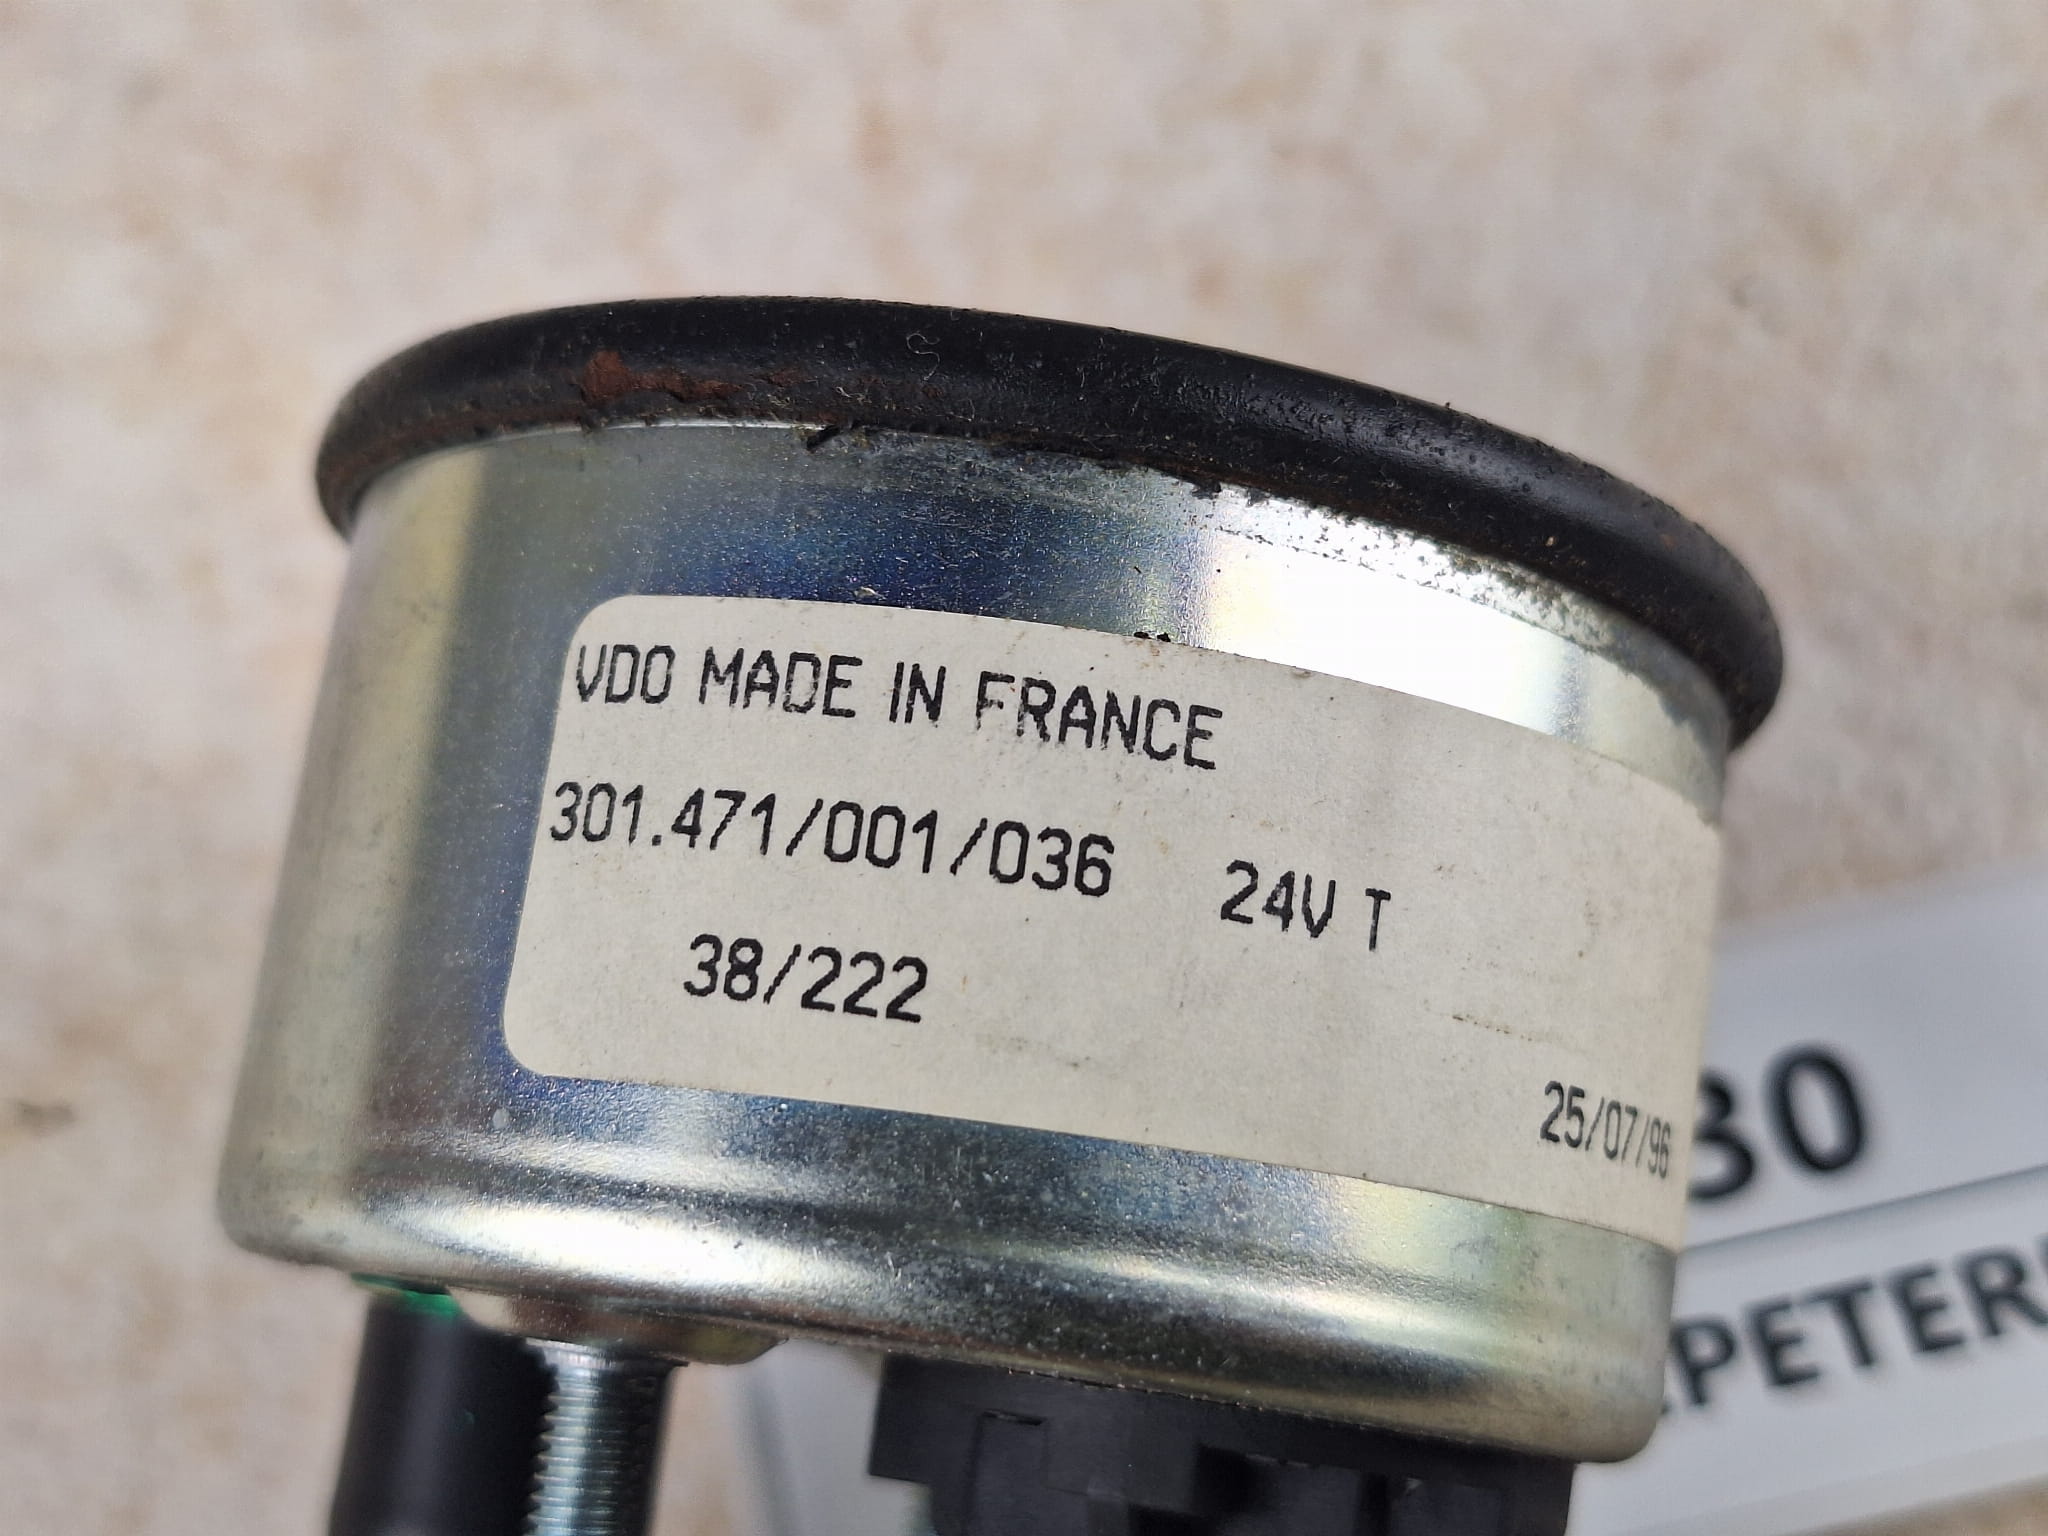 VDO MADE IN FRANCE
301.471/001/036 24V T
38/222
25/07/96
30
PETER